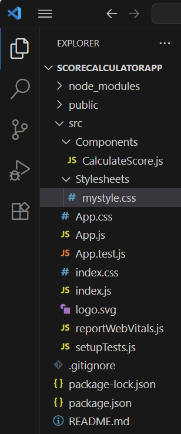 EXPLORER
SCORECALCULATORAPP
node_modules
public
src
Components
JS CalculateScore.js
Stylesheets
# mystyle.css
# App.css
JS App.js
JS App.test.js
# index.css
JS index.js
logo.svg
JS reportWebVitals.js
JS setupTests.js
.gitignore
{} package-lock.json
{} package.json
README.md